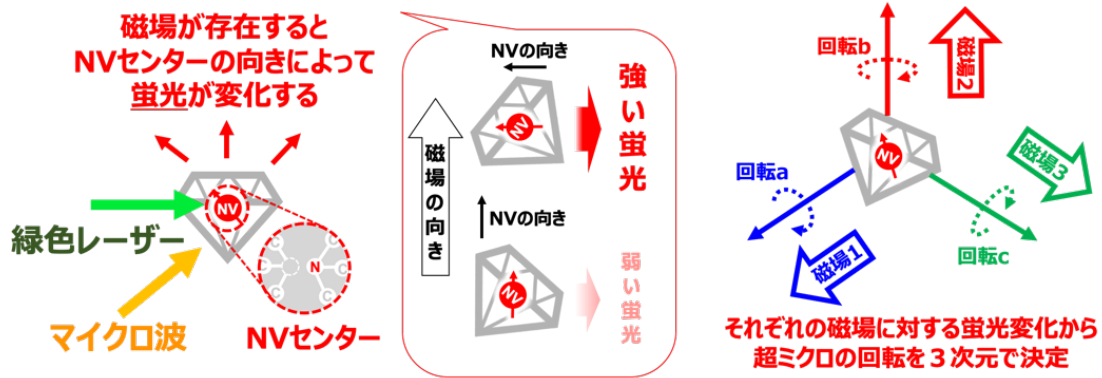 磁場が存在すると
NVセンターの向きによって
蛍光が変化する
NV
緑色レーザー
マイクロ波
C
C
C
N
C
C
C
NVセンター
磁場の向き
NVの向き
NV
強い蛍光
NVの向き
NV
弱い蛍光
回転b
磁場2
NV
回転a
磁場1
磁場3
回転c
それぞれの磁場に対する蛍光変化から
超ミクロの回転を３次元で決定